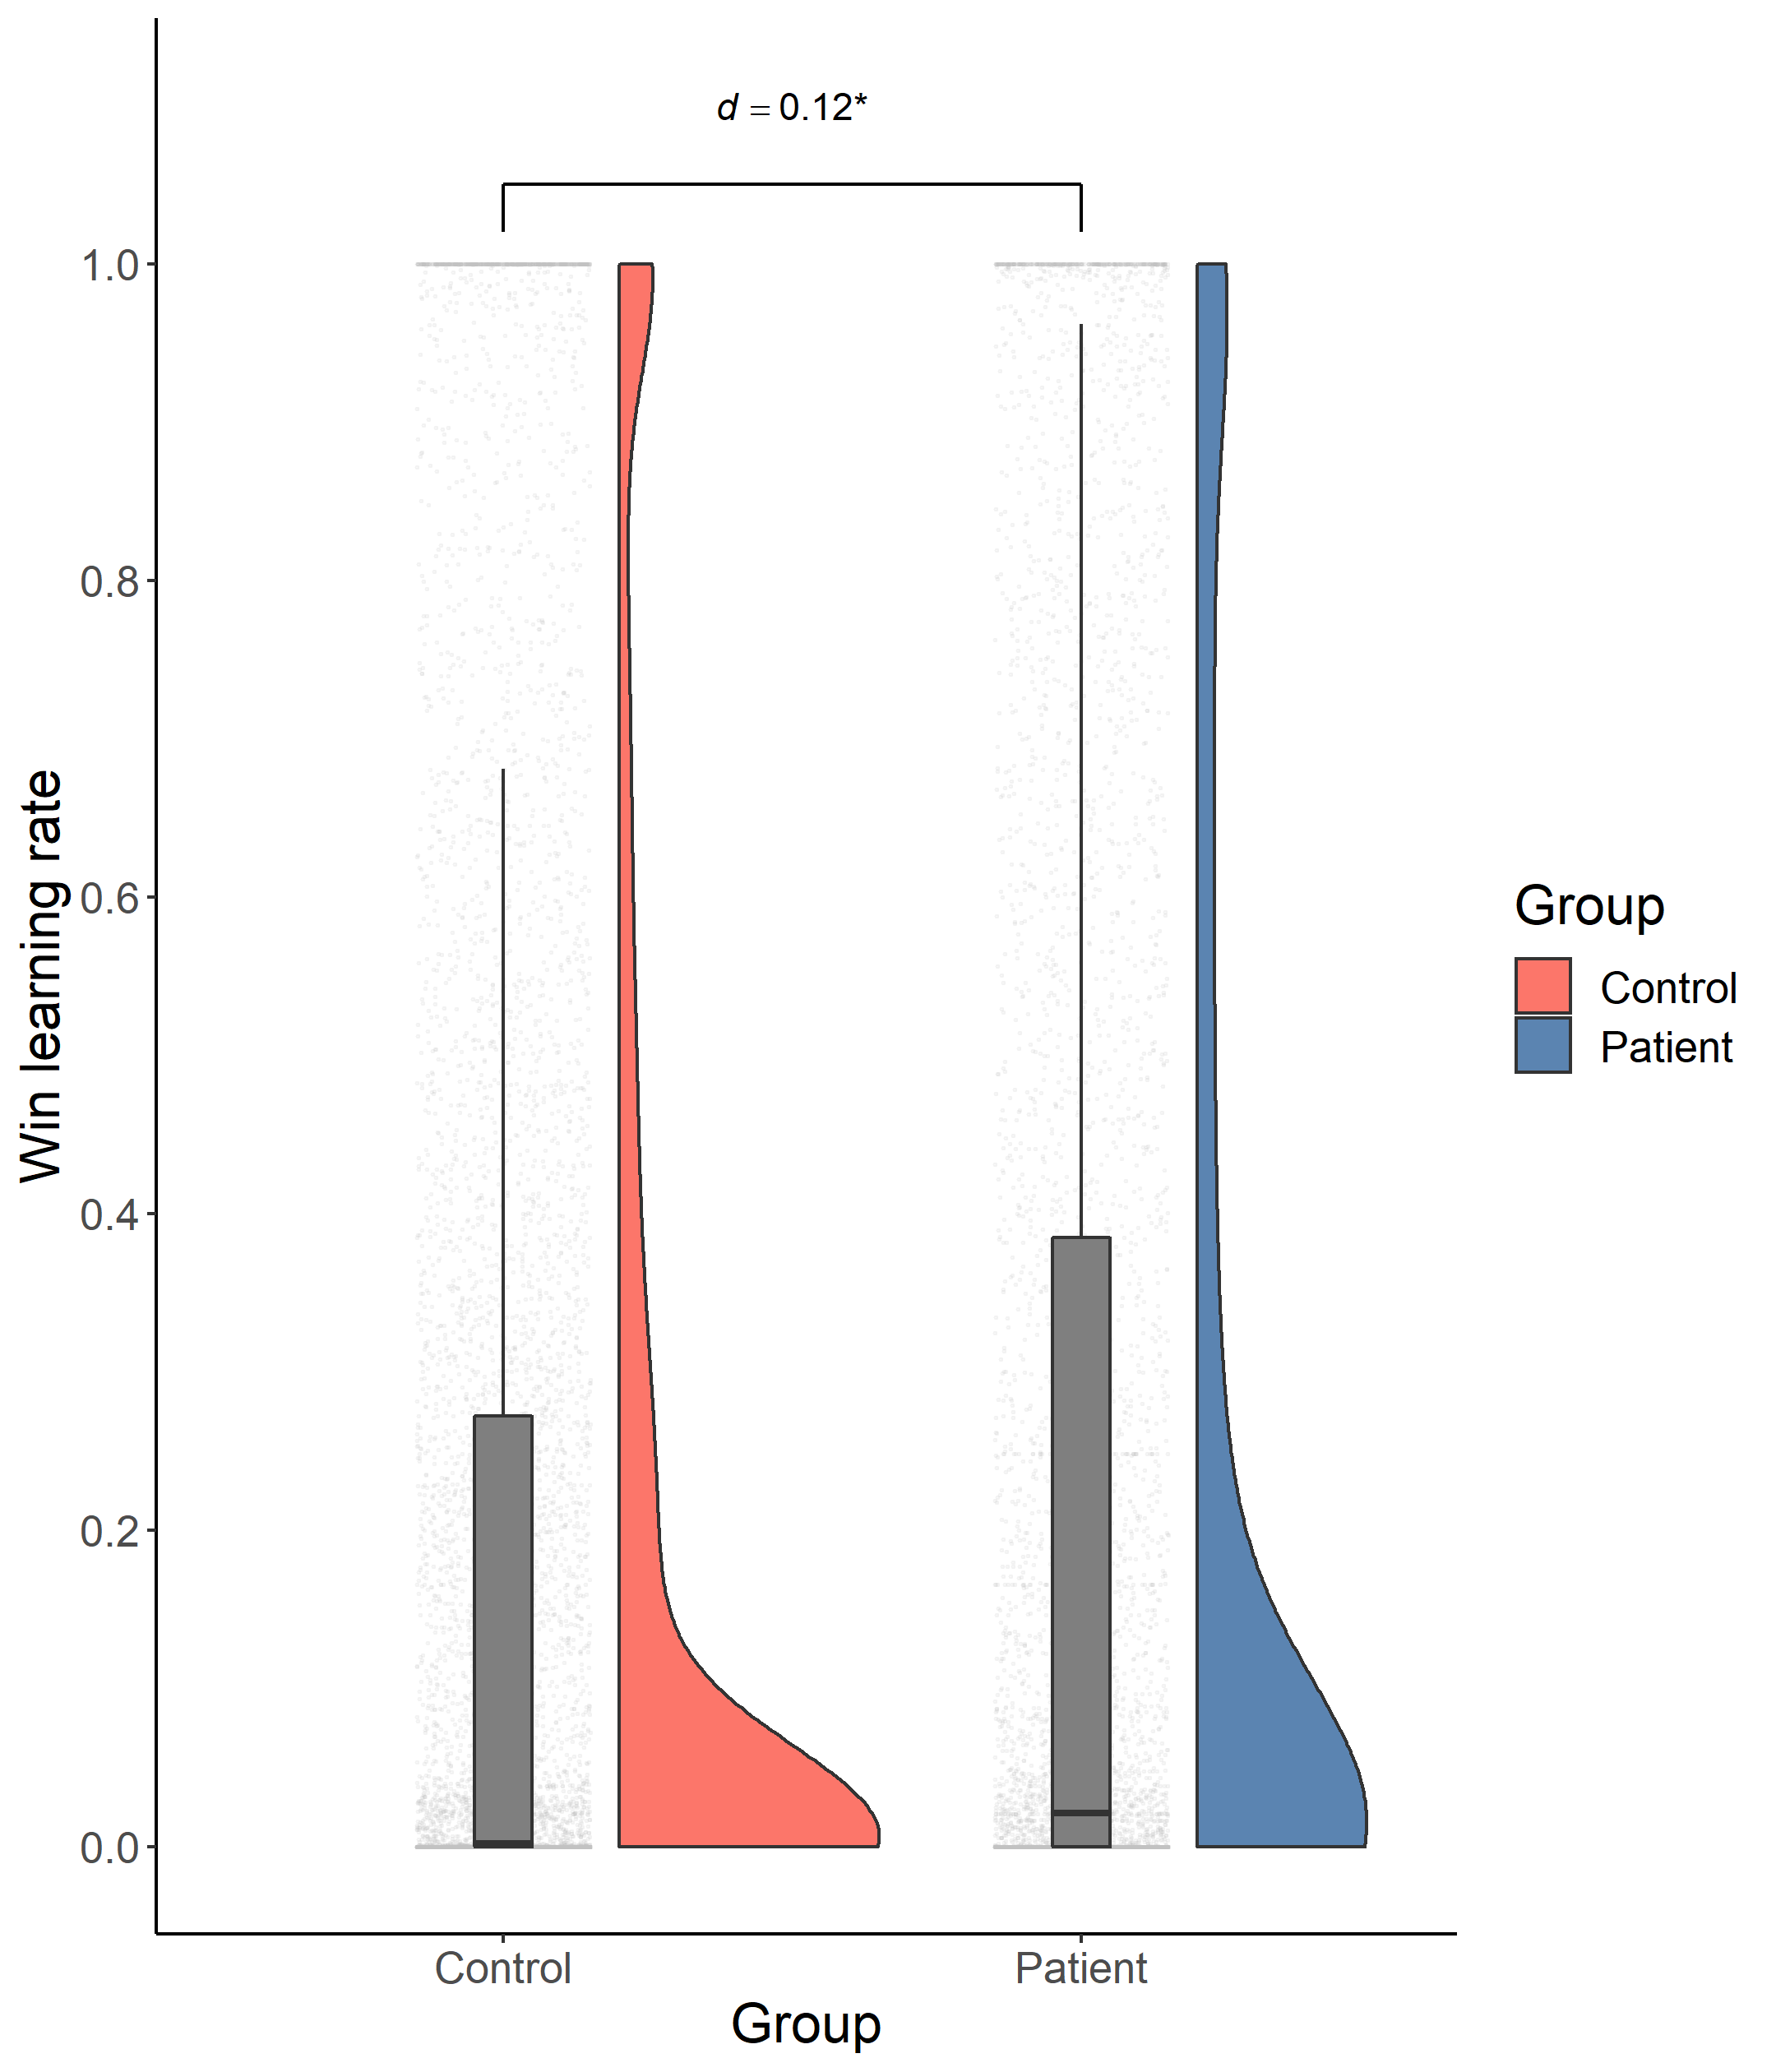 d = 0.12*
Win learning rate
1.0
0.8
0.6
0.4
0.2
0.0
Control
Patient
Group
Group
Control
Patient